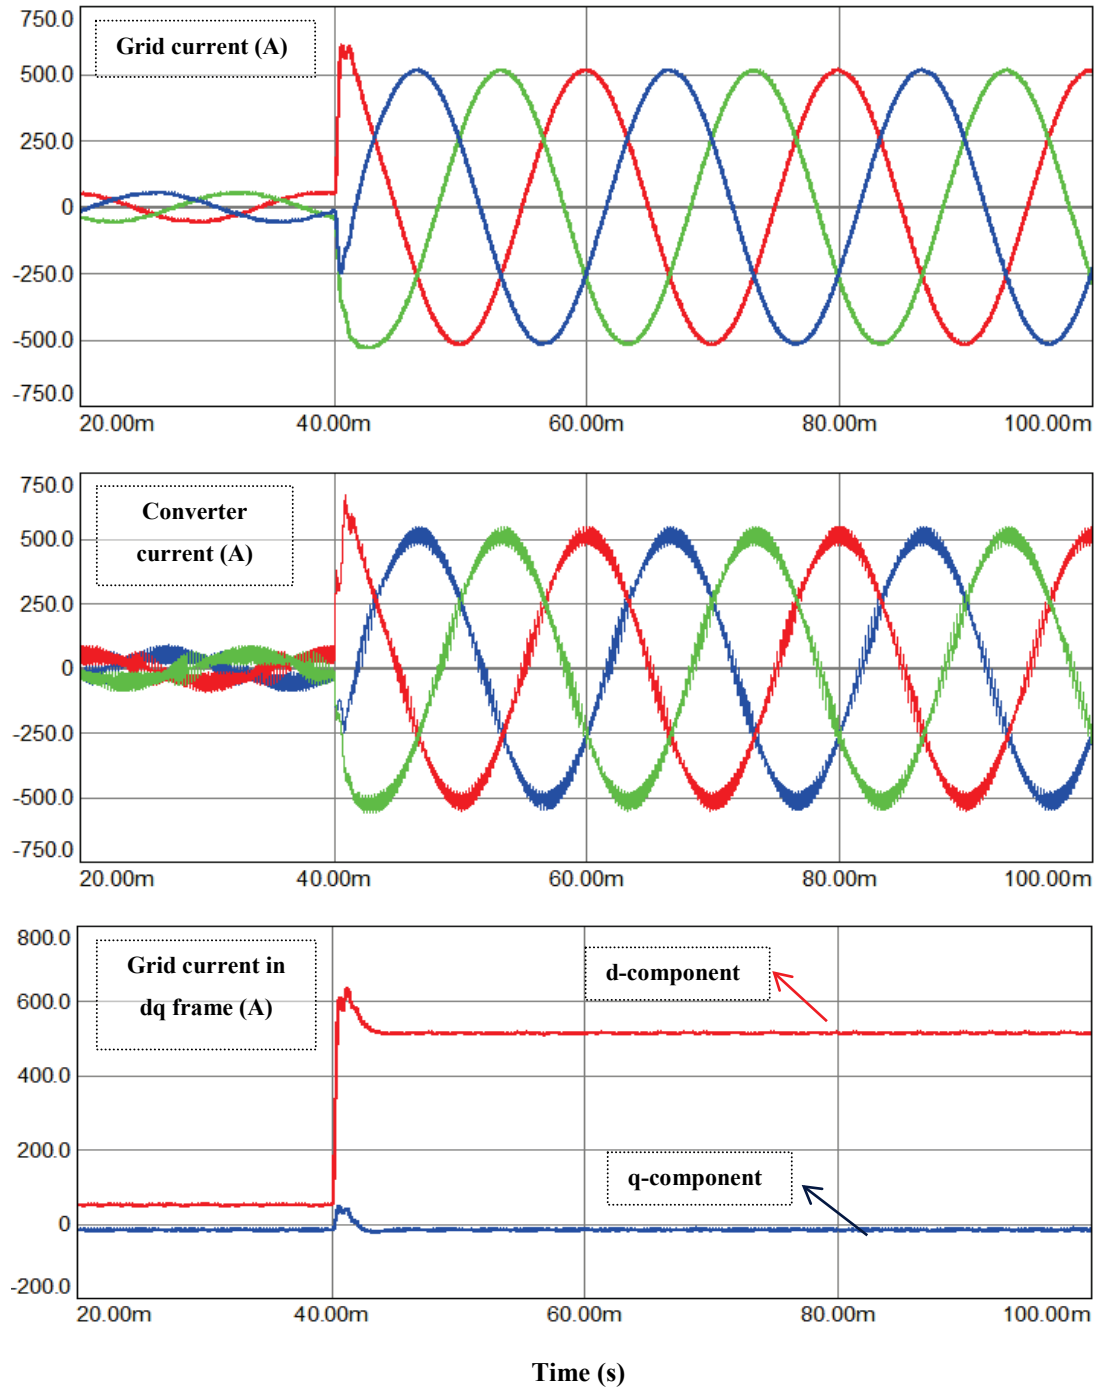 750.0
Grid current (A)
500.0
250.0
0
-250.0
-500.0
-750.0
20.00m 40.00m 60.00m 80.00m 100.00m
750.0
Converter
current (A)
500.0
250.0
0
-250.0
-500.0
-750.0
20.00m 40.00m 60.00m 80.00m 100.00m
800.0
Grid current in
dq frame (A)
d-component
600.0
400.0
200.0
q-component
0
-200.0
20.00m 40.00m 60.00m 80.00m 100.00m
Time (s)